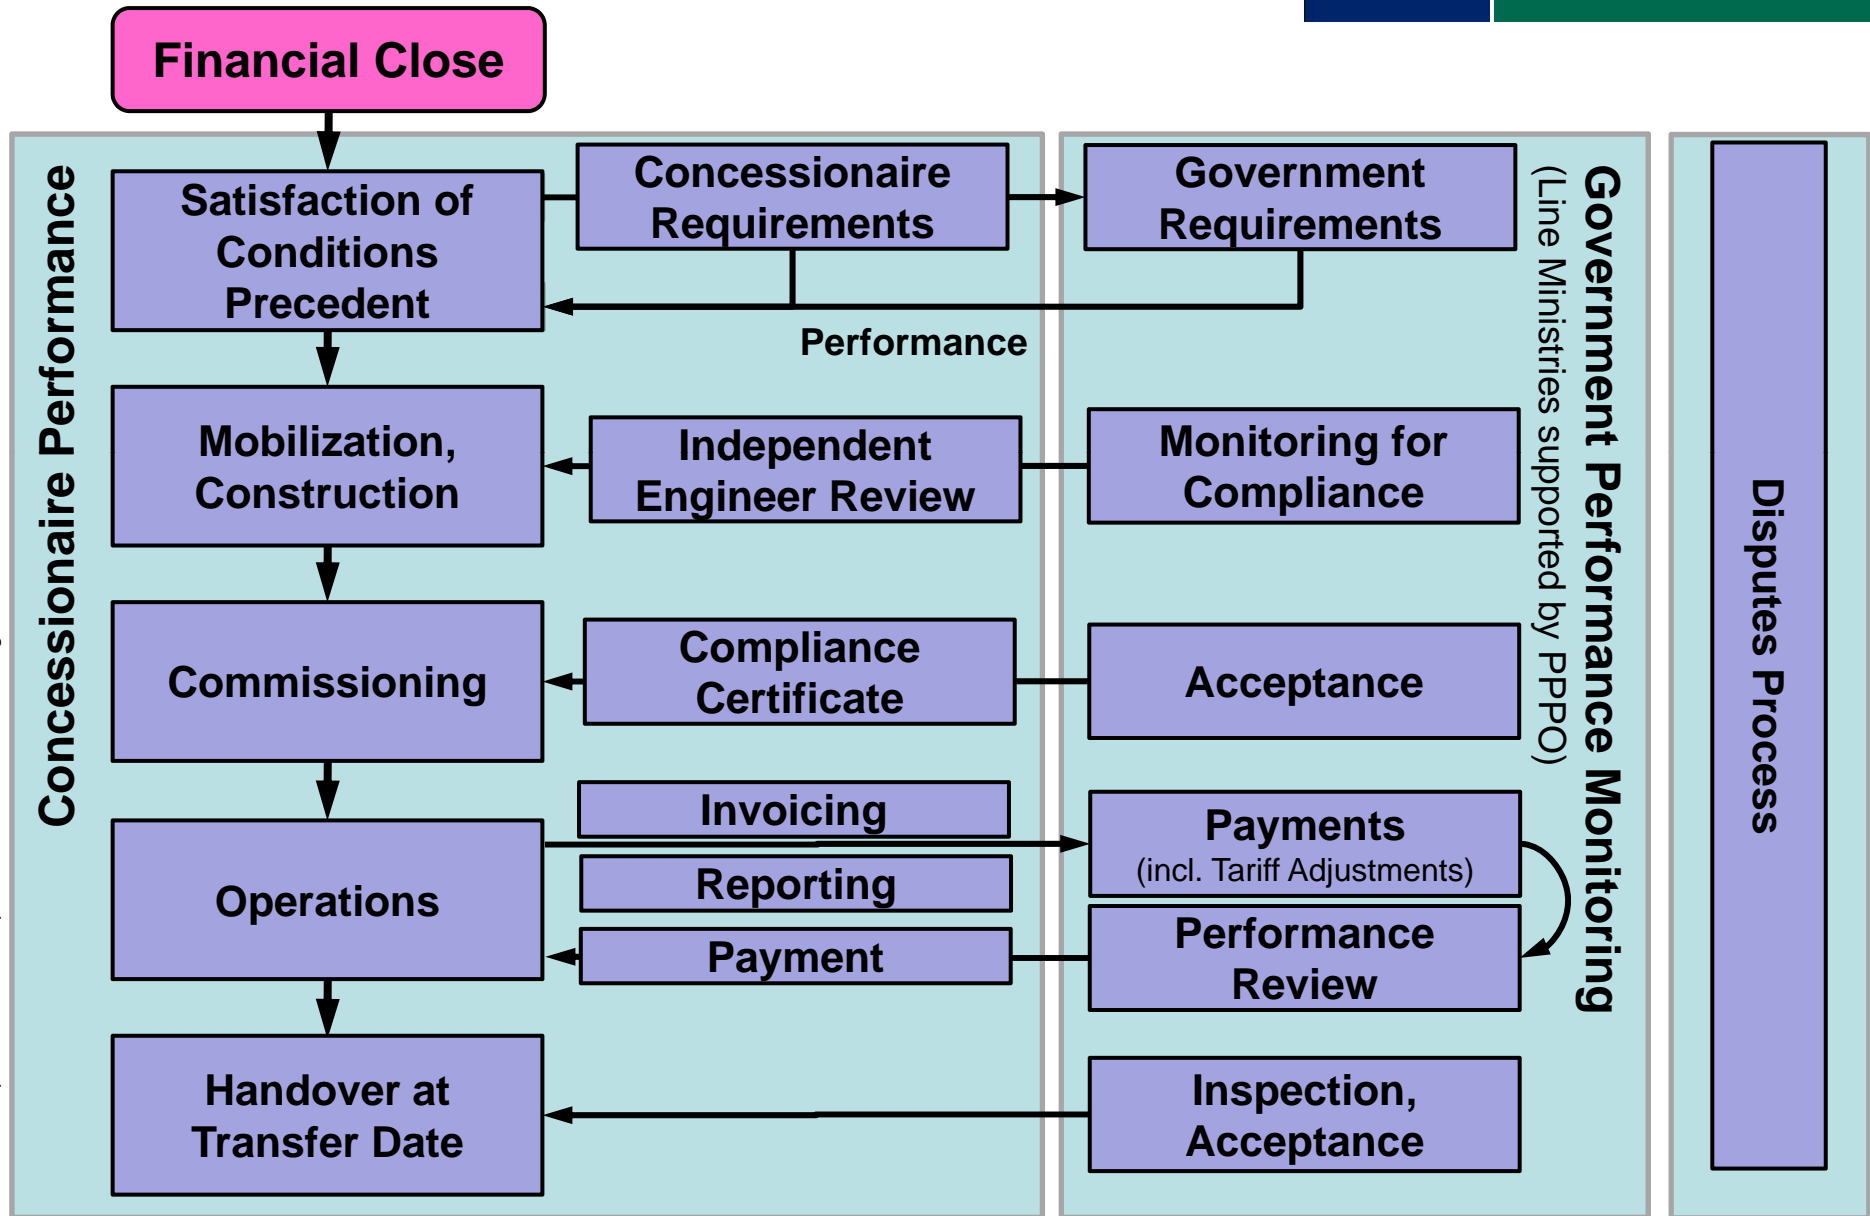 Financial Close
Concessionaire Performance
Satisfaction of
Conditions
Precedent
Concessionaire
Requirements
Government
Requirements
Performance
Mobilization,
Construction
Independent
Engineer Review
Monitoring for
Compliance
Commissioning
Compliance
Certificate
Acceptance
Operations
Invoicing
Reporting
Payment
Payments
(incl. Tariff Adjustments)
Performance
Review
Handover at
Transfer Date
Inspection,
Acceptance
Government Performance Monitoring
(Line Ministries supported by PPPO)
Disputes Process